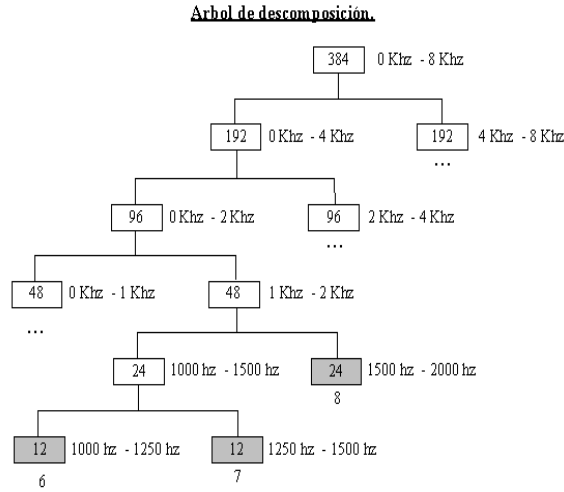 Arbol de descomposición.
384 0 Khz - 8 Khz
192 0 Khz - 4 Khz 192 4 Khz - 8 Khz
...
96 0 Khz - 2 Khz 96 2 Khz - 4 Khz
...
48 0 Khz - 1 Khz 48 1 Khz - 2 Khz
...
24 1000 hz - 1500 hz 24 1500 hz - 2000 hz
8
12 1000 hz - 1250 hz 12 1250 hz - 1500 hz
6 7